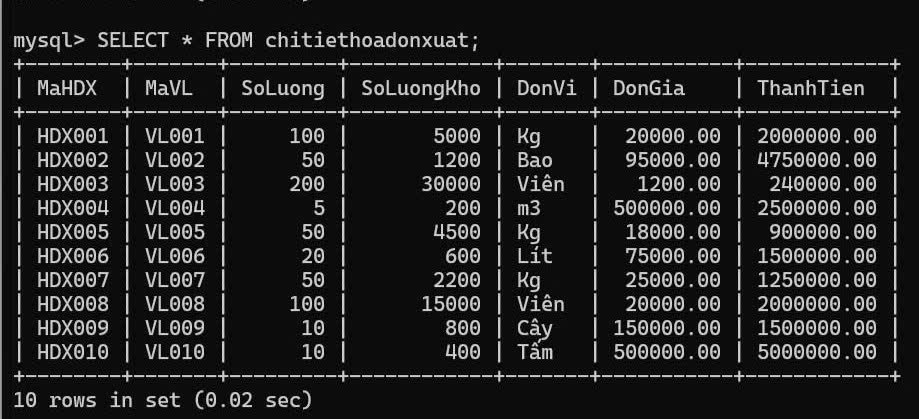 mysql> SELECT * FROM chitiethoadonxuat;
+--------+-------+---------+-------------+-------+-----------+------------+
| MaHDX  | MaVL  | SoLuong | SoLuongKho | DonVi | DonGia    | ThanhTien  |
+--------+-------+---------+-------------+-------+-----------+------------+
| HDX001 | VL001 |     100 |       5000 | Kg    |  20000.00 | 2000000.00 |
| HDX002 | VL002 |      50 |       1200 | Bao   |  95000.00 | 4750000.00 |
| HDX003 | VL003 |     200 |      30000 | Viên  |   1200.00 |  240000.00 |
| HDX004 | VL004 |       5 |        200 | m3    | 500000.00 | 2500000.00 |
| HDX005 | VL005 |      50 |       4500 | Kg    |  18000.00 |  900000.00 |
| HDX006 | VL006 |      20 |        600 | Lít   |  75000.00 | 1500000.00 |
| HDX007 | VL007 |      50 |       2200 | Kg    |  25000.00 | 1250000.00 |
| HDX008 | VL008 |     100 |      15000 | Viên  |  20000.00 | 2000000.00 |
| HDX009 | VL009 |      10 |        800 | Cây   | 150000.00 | 1500000.00 |
| HDX010 | VL010 |      10 |        400 | Tấm   | 500000.00 | 5000000.00 |
+--------+-------+---------+-------------+-------+-----------+------------+
10 rows in set (0.02 sec)